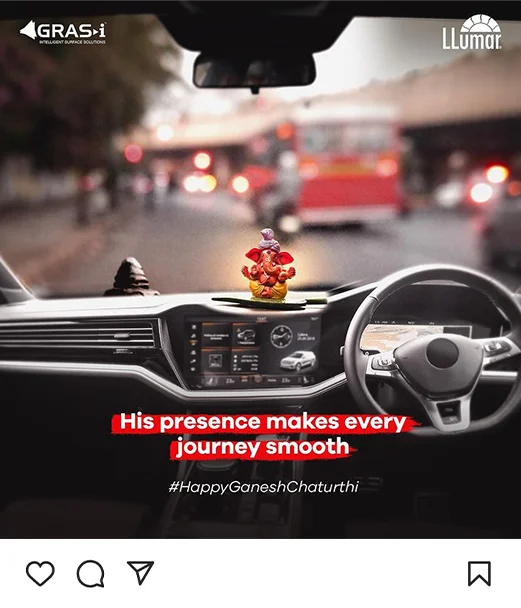 GRAS>i
INTELLIGENT SURFACE SOLUTIONS
LLumar
His presence makes every
journey smooth
#HappyGaneshChaturthi